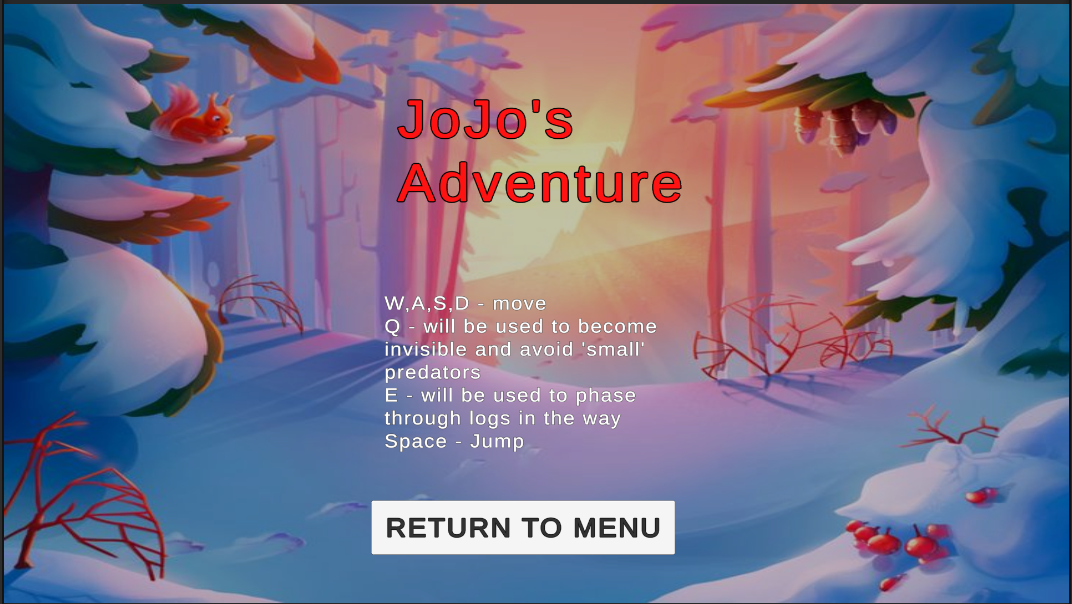 JoJo's
Adventure
W,A,S,D - move
Q - will be used to become
invisible and avoid 'small'
predators
E - will be used to phase
through logs in the way
Space - Jump
RETURN TO MENU